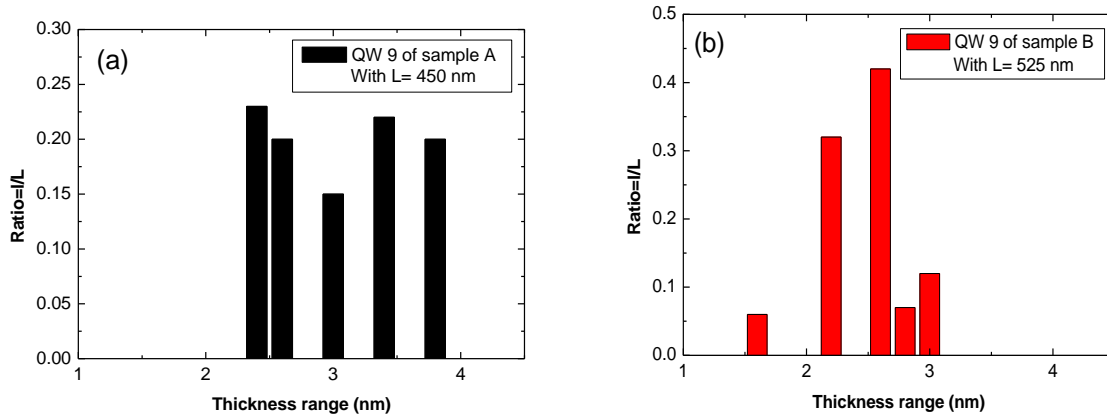 (a)
QW 9 of sample A
With L= 450 nm
Ratio=l/L
0.30
0.25
0.20
0.15
0.10
0.05
0.00
1 2 3 4
Thickness range (nm)
(b)
QW 9 of sample B
With L= 525 nm
Ratio=l/L
0.5
0.4
0.3
0.2
0.1
0.0
1 2 3 4
Thickness range (nm)